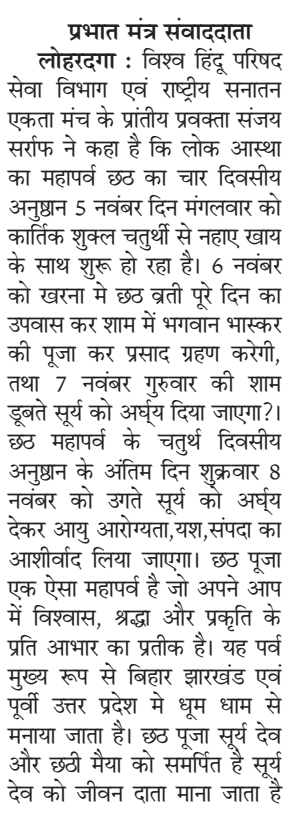 प्रभात मंत्र संवाददाता
लोहरदगा : विश्व हिंदू परिषद
सेवा विभाग एवं राष्ट्रीय सनातन
एकता मंच के प्रांतीय प्रवक्ता संजय
सर्राफ ने कहा है कि लोक आस्था
का महापर्व छठ का चार दिवसीय
अनुष्ठान 5 नवंबर दिन मंगलवार को
कार्तिक शुक्ल चतुर्थी से नहाए खाय
के साथ शुरू हो रहा है। 6 नवंबर
को खरना मे छठ व्रती पूरे दिन का
उपवास कर शाम में भगवान भास्कर
की पूजा कर प्रसाद ग्रहण करेगी,
तथा 7 नवंबर गुरुवार की शाम
डूबते सूर्य को अर्घ्य दिया जाएगा?।
छठ महापर्व के चतुर्थ दिवसीय
अनुष्ठान के अंतिम दिन शुक्रवार 8
नवंबर को उगते सूर्य को अर्घ्य
देकर आयु आरोग्यता,यश,संपदा का
आशीर्वाद लिया जाएगा। छठ पूजा
एक ऐसा महापर्व है जो अपने आप
में विश्वास, श्रद्धा और प्रकृति के
प्रति आभार का प्रतीक है। यह पर्व
मुख्य रूप से बिहार झारखंड एवं
पूर्वी उत्तर प्रदेश मे धूम धाम से
मनाया जाता है। छठ पूजा सूर्य देव
और छठी मैया को समर्पित है सूर्य
देव को जीवन दाता माना जाता है